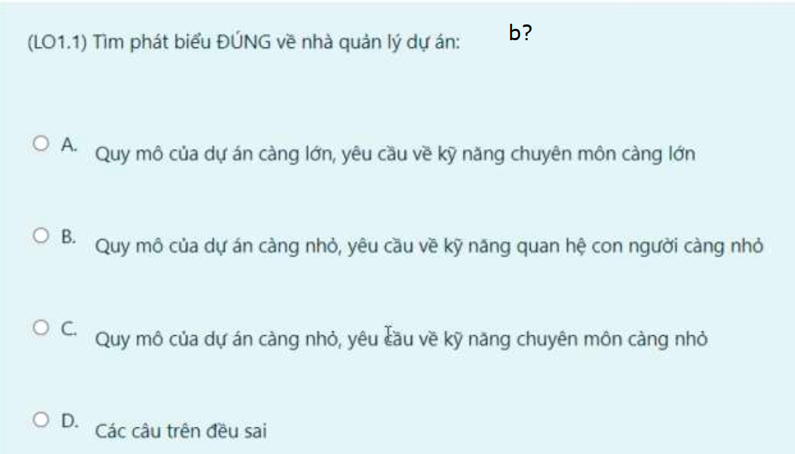 (LO1.1) Tìm phát biểu ĐÚNG về nhà quản lý dự án: b?
A. Quy mô của dự án càng lớn, yêu cầu về kỹ năng chuyên môn càng lớn
B. Quy mô của dự án càng nhỏ, yêu cầu về kỹ năng quan hệ con người càng nhỏ
C. Quy mô của dự án càng nhỏ, yêu cầu về kỹ năng chuyên môn càng nhỏ
D. Các câu trên đều sai